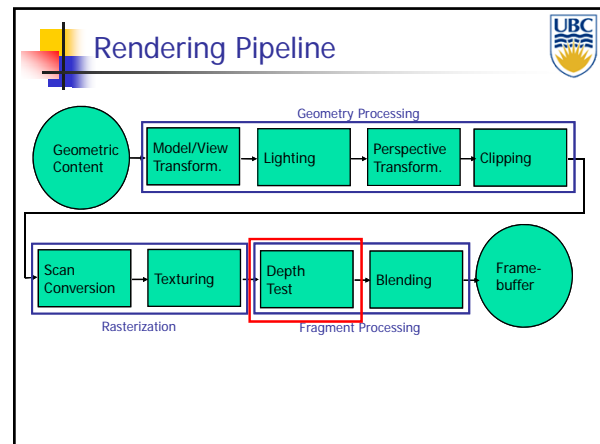 Rendering Pipeline
UBC
Geometry Processing
Geometric
Content
Model/View
Transform.
Lighting
Perspective
Transform.
Clipping
Scan
Conversion
Texturing
Depth
Test
Blending
Frame-
buffer
Rasterization
Fragment Processing